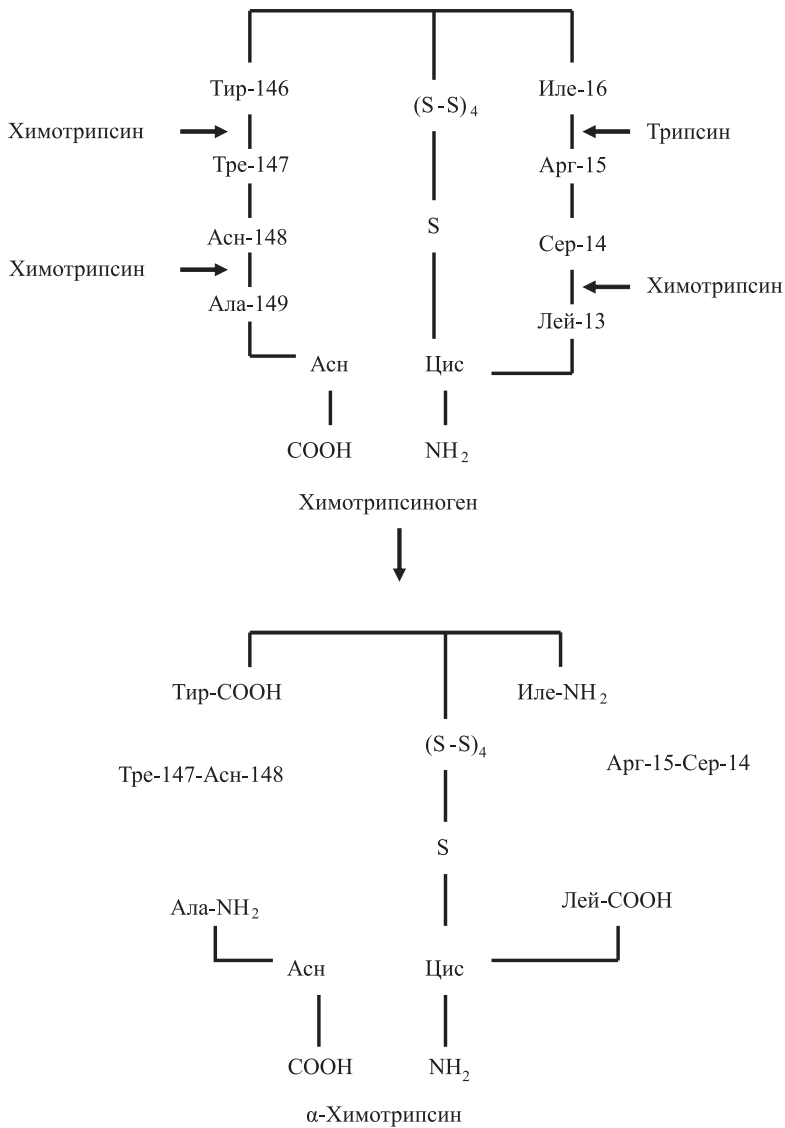 Тир-146
(S-S)₄
Иле-16
Химотрипсин
Трипсин
Тре-147
Арг-15
Асн-148
S
Сер-14
Химотрипсин
Химотрипсин
Ала-149
Лей-13
Асн
Цис
COOH
NH₂
Химотрипсиноген
Тир-COOH
Иле-NH₂
(S-S)₄
Тре-147-Асн-148
Арг-15-Сер-14
S
Ала-NH₂
Лей-COOH
Асн
Цис
COOH
NH₂
α-Химотрипсин